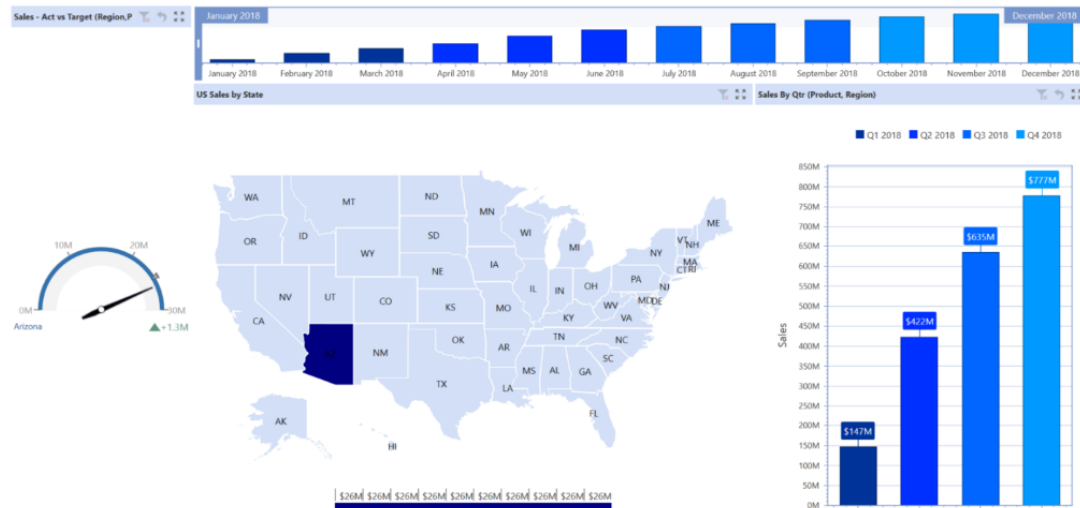 Sales - Act vs Target (Region,P
January 2018
December 2018
January 2018 February 2018 March 2018 April 2018 May 2018 June 2018 July 2018 August 2018 September 2018 October 2018 November 2018 December 2018
US Sales by State
Sales By Qtr (Product, Region)
Q1 2018 Q2 2018 Q3 2018 Q4 2018
0M 10M 20M 30M
Arizona
+1.3M
WA
MT
ND
MN
ME
OR
ID
SD
WI
MI
VT
NH
NY
WY
MA
CT
RI
IA
NE
PA
NJ
NV
UT
CO
IL
IN
OH
MD
DE
WV
KS
MO
VA
CA
KY
AZ
NM
OK
AR
TN
NC
SC
MS
AL
GA
TX
LA
FL
AK
HI
$26M $26M $26M $26M $26M $26M $26M $26M $26M $26M
Sales
850M
800M
750M
700M
650M
600M
550M
500M
450M
400M
350M
300M
250M
200M
150M
100M
50M
0M
$147M
$422M
$635M
$777M